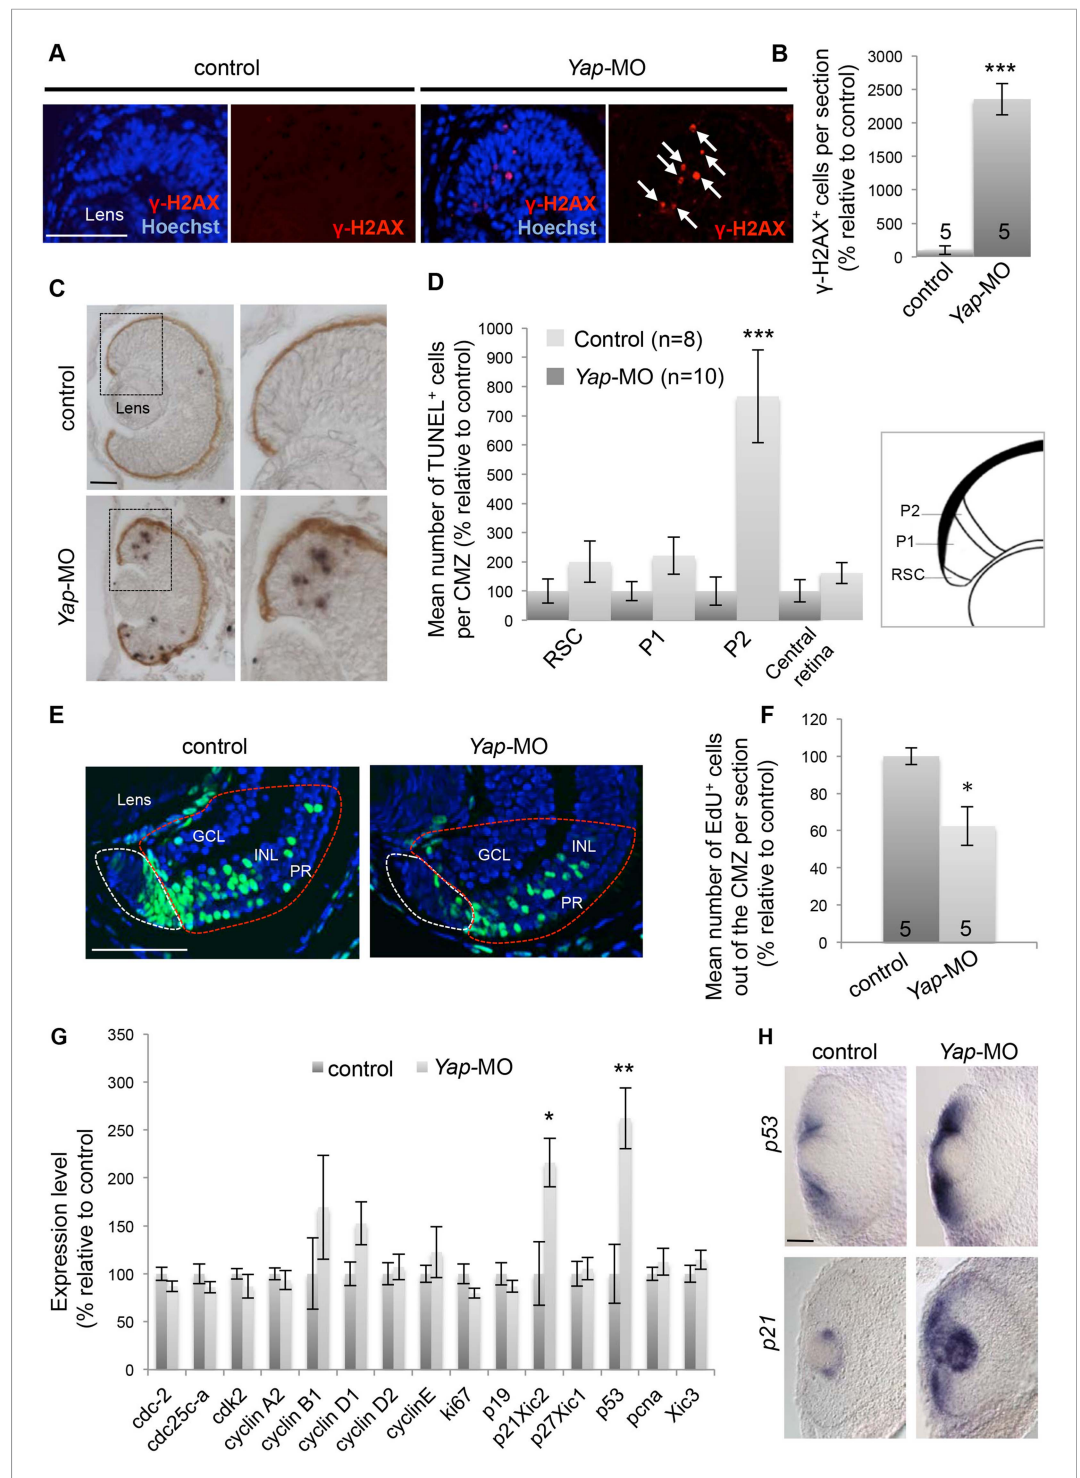 A
control
Yap-MO
γ-H2AX
Lens
Hoechst
γ-H2AX
γ-H2AX
Hoechst
γ-H2AX
B
γ-H2AX+ cells per section
(% relative to control)
3000
2500
2000
1500
1000
500
0
***
5
5
control
Yap-MO
C
control
Lens
Yap-MO
D
Mean number of TUNEL+ cells
per CMZ (% relative to control)
1000
900
800
700
600
500
400
300
200
100
0
Control (n=8)
Yap-MO (n=10)
***
RSC
P1
P2
Central
retina
P2
P1
RSC
E
control
Yap-MO
Lens
GCL
INL
PR
GCL
INL
PR
F
Mean number of EdU+ cells
out of the CMZ per section
(% relative to control)
120
100
80
60
40
20
0
*
5
5
control
Yap-MO
G
Expression level
(% relative to control)
350
300
250
200
150
100
50
0
control
Yap-MO
*
**
cdc-2
cdc25c-a
cdk2
cyclin A2
cyclin B1
cyclin D1
cyclin D2
cyclinE
ki67
p19
p21Xic2
p27Xic1
p53
pcna
Xic3
H
control
Yap-MO
p53
p21